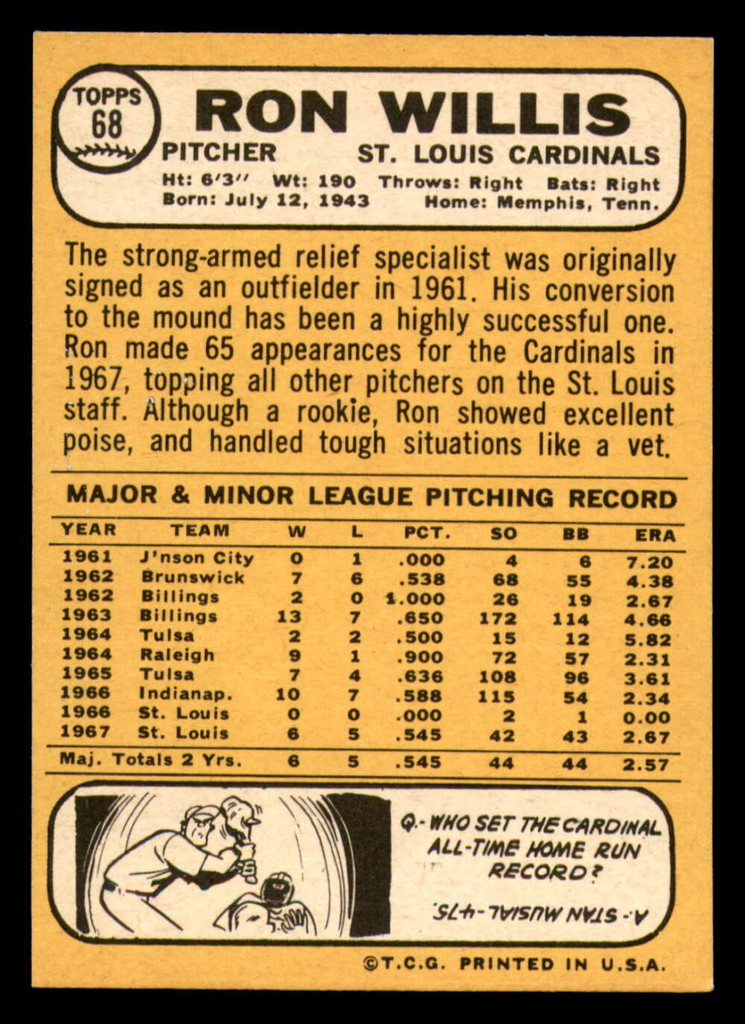 TOPPS
68
RON WILLIS
PITCHER ST. LOUIS CARDINALS
Ht: 6'3" Wt: 190 Throws: Right Bats: Right
Born: July 12, 1943 Home: Memphis, Tenn.
The strong-armed relief specialist was originally
signed as an outfielder in 1961. His conversion
to the mound has been a highly successful one.
Ron made 65 appearances for the Cardinals in
1967, topping all other pitchers on the St. Louis
staff. Although a rookie, Ron showed excellent
poise, and handled tough situations like a vet.
MAJOR & MINOR LEAGUE PITCHING RECORD
YEAR TEAM W L PCT. SO BB ERA
1961 J'nson City 0 1 .000 4 6 7.20
1962 Brunswick 7 6 .538 68 55 4.38
1962 Billings 2 0 1.000 26 19 2.67
1963 Billings 13 7 .650 172 114 4.66
1964 Tulsa 2 2 .500 15 12 5.82
1964 Raleigh 9 1 .900 72 57 2.31
1965 Tulsa 7 4 .636 108 96 3.61
1966 Indianap. 10 7 .588 115 54 2.34
1966 St. Louis 0 0 .000 2 1 0.00
1967 St. Louis 6 5 .545 42 43 2.67
Maj. Totals 2 Yrs. 6 5 .545 44 44 2.57
Q.- WHO SET THE CARDINAL
ALL-TIME HOME RUN
RECORD?
A.- STAN MUSIAL - 475.
©T.C.G. PRINTED IN U.S.A.